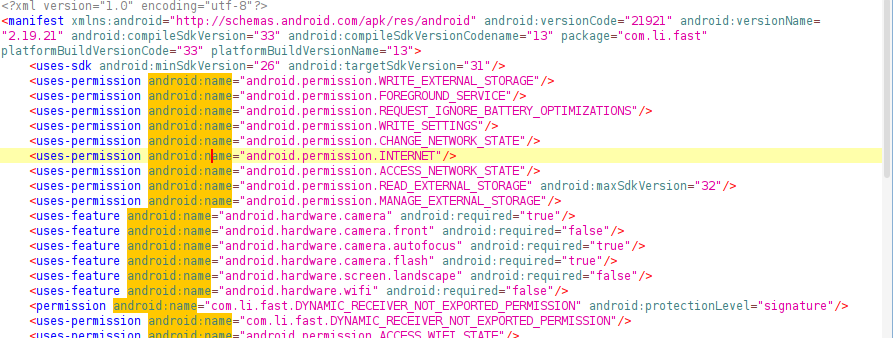 <?xml version="1.0" encoding="utf-8"?>
<manifest xmlns:android="http://schemas.android.com/apk/res/android" android:versionCode="21921" android:versionName=
"2.19.21" android:compileSdkVersion="33" android:compileSdkVersionCodename="13" package="com.li.fast"
platformBuildVersionCode="33" platformBuildVersionName="13">
    <uses-sdk android:minSdkVersion="26" android:targetSdkVersion="31"/>
    <uses-permission android:name="android.permission.WRITE_EXTERNAL_STORAGE"/>
    <uses-permission android:name="android.permission.FOREGROUND_SERVICE"/>
    <uses-permission android:name="android.permission.REQUEST_IGNORE_BATTERY_OPTIMIZATIONS"/>
    <uses-permission android:name="android.permission.WRITE_SETTINGS"/>
    <uses-permission android:name="android.permission.CHANGE_NETWORK_STATE"/>
    <uses-permission android:name="android.permission.INTERNET"/>
    <uses-permission android:name="android.permission.ACCESS_NETWORK_STATE"/>
    <uses-permission android:name="android.permission.READ_EXTERNAL_STORAGE" android:maxSdkVersion="32"/>
    <uses-permission android:name="android.permission.MANAGE_EXTERNAL_STORAGE"/>
    <uses-feature android:name="android.hardware.camera" android:required="true"/>
    <uses-feature android:name="android.hardware.camera.front" android:required="false"/>
    <uses-feature android:name="android.hardware.camera.autofocus" android:required="true"/>
    <uses-feature android:name="android.hardware.camera.flash" android:required="true"/>
    <uses-feature android:name="android.hardware.screen.landscape" android:required="false"/>
    <uses-feature android:name="android.hardware.wifi" android:required="false"/>
    <permission android:name="com.li.fast.DYNAMIC_RECEIVER_NOT_EXPORTED_PERMISSION" android:protectionLevel="signature"/>
    <uses-permission android:name="com.li.fast.DYNAMIC_RECEIVER_NOT_EXPORTED_PERMISSION"/>
    <uses-permission android:name="android.permission.ACCESS_WIFI_STATE"/>